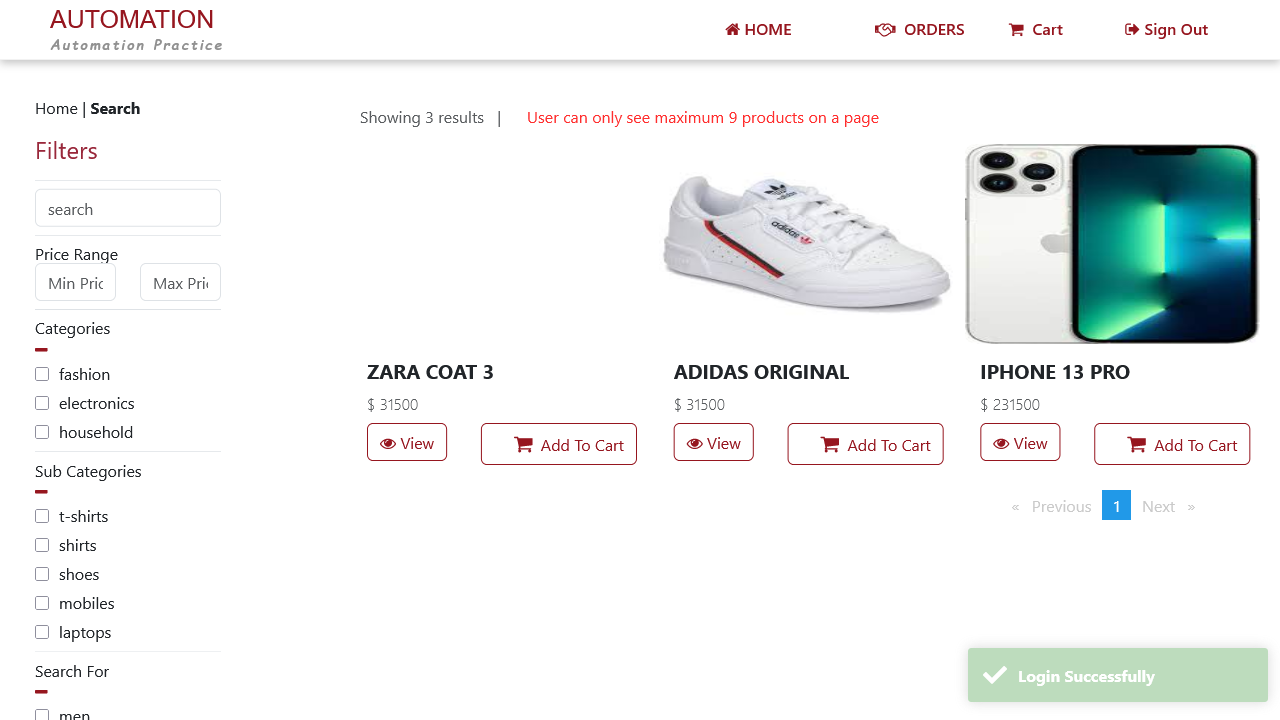 AUTOMATION
Automation Practice
HOME
ORDERS
Cart
Sign Out
Home | Search
Showing 3 results |
User can only see maximum 9 products on a page
Filters
search
Price Range
Min Pric
Max Pric
Categories
fashion
electronics
household
Sub Categories
t-shirts
shirts
shoes
mobiles
laptops
Search For
men
ZARA COAT 3
$ 31500
View
Add To Cart
adidas
ADIDAS ORIGINAL
$ 31500
View
Add To Cart
IPHONE 13 PRO
$ 231500
View
Add To Cart
« Previous 1 Next »
Login Successfully